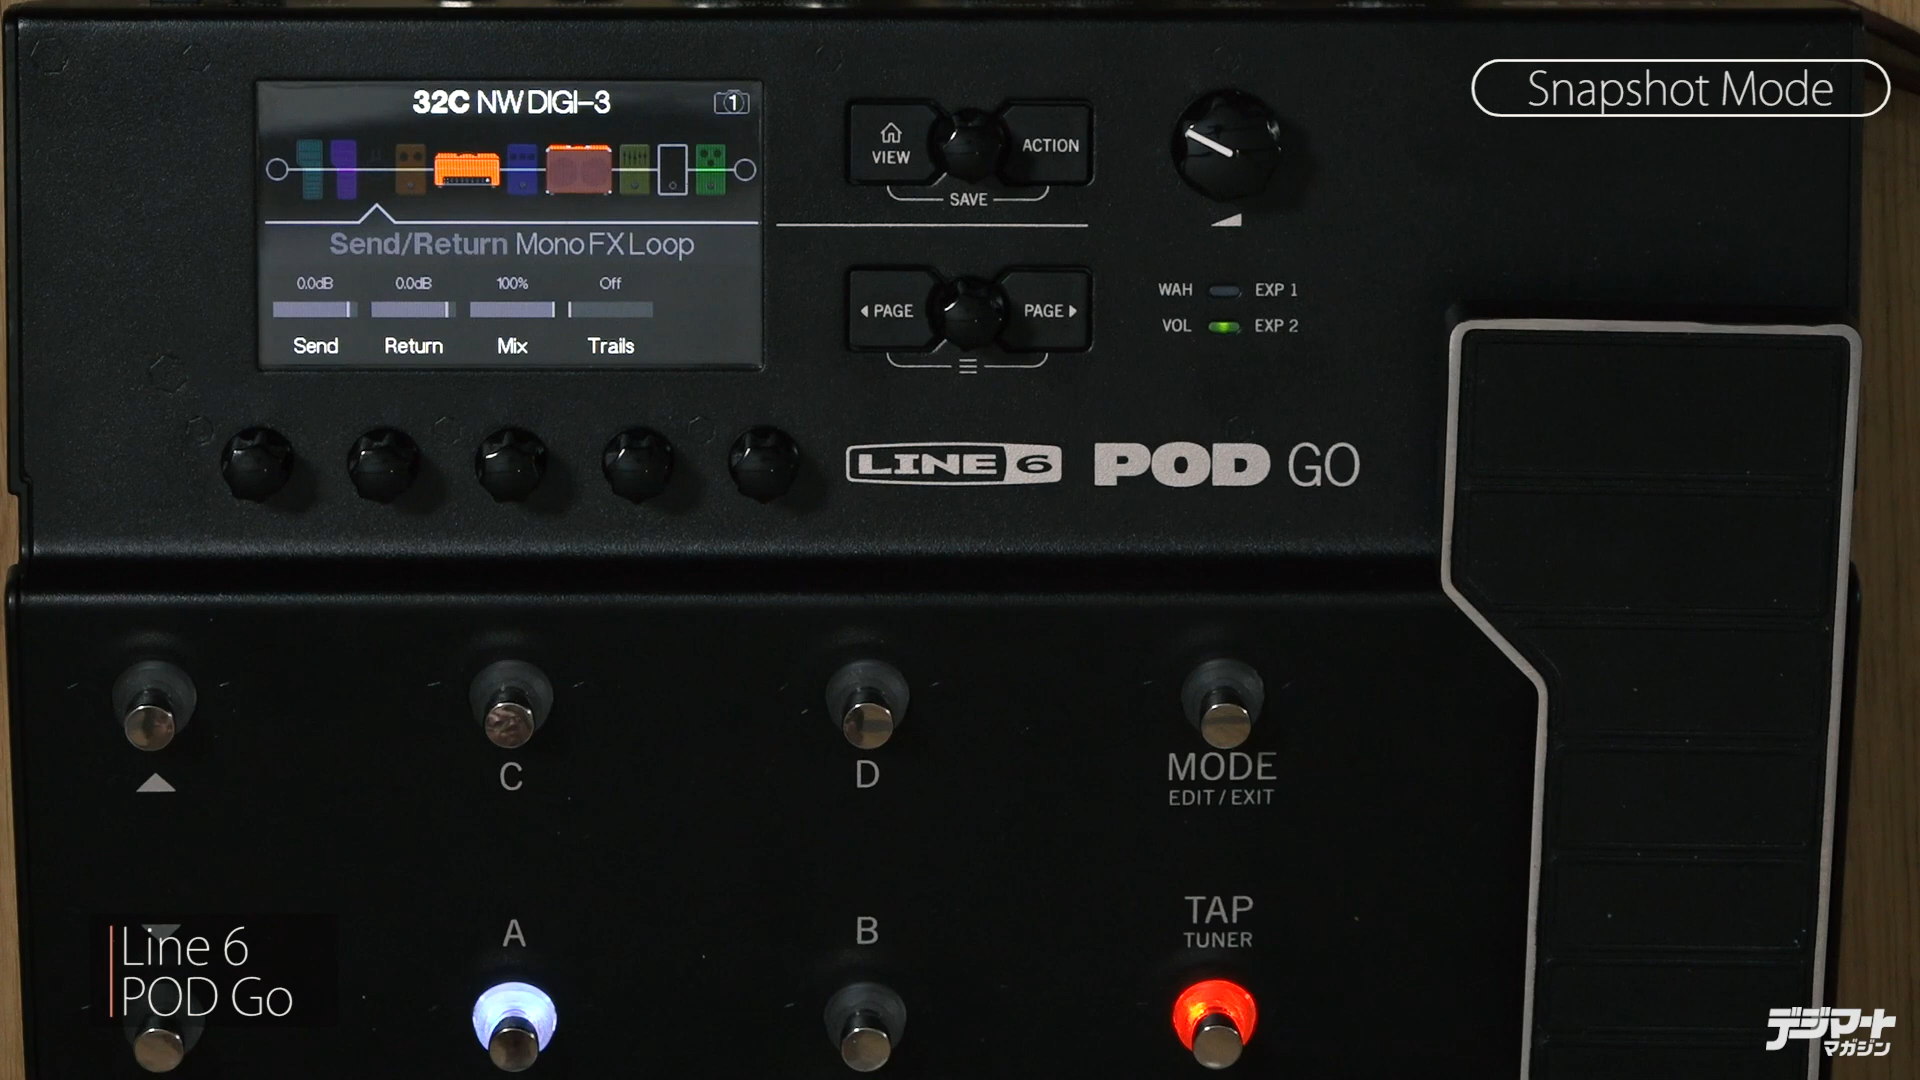 Snapshot Mode
32C NW DIGI-3
1
Send/Return Mono FX Loop
0.0dB 0.0dB 100% Off
Send Return Mix Trails
VIEW
ACTION
SAVE
PAGE
PAGE
WAH EXP 1
VOL EXP 2
LINE 6 POD GO
C
D
MODE
EDIT / EXIT
A
B
TAP
TUNER
Line 6
POD Go
デジマート
マガジン